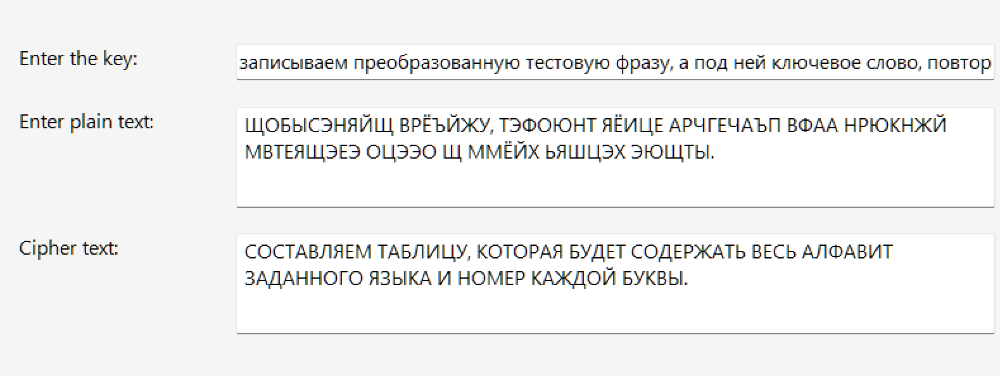 Enter the key:
записываем преобразованную тестовую фразу, а под ней ключевое слово, повтор
Enter plain text:
ЩОБЫСЭНЯЙЩ ВРЁЪЙЖУ, ТЭФОЮНТ ЯЁИЦЕ АРЧГЕЧАЪП ВФАА НРЮКНЖЙ
МВТЕЯЩЭЕЭ ОЦЭЭО Щ ММЁЙХ ЬЯШЦЭХ ЭЮЩТЫ.
Cipher text:
СОСТАВЛЯЕМ ТАБЛИЦУ, КОТОРАЯ БУДЕТ СОДЕРЖАТЬ ВЕСЬ АЛФАВИТ
ЗАДАННОГО ЯЗЫКА И НОМЕР КАЖДОЙ БУКВЫ.